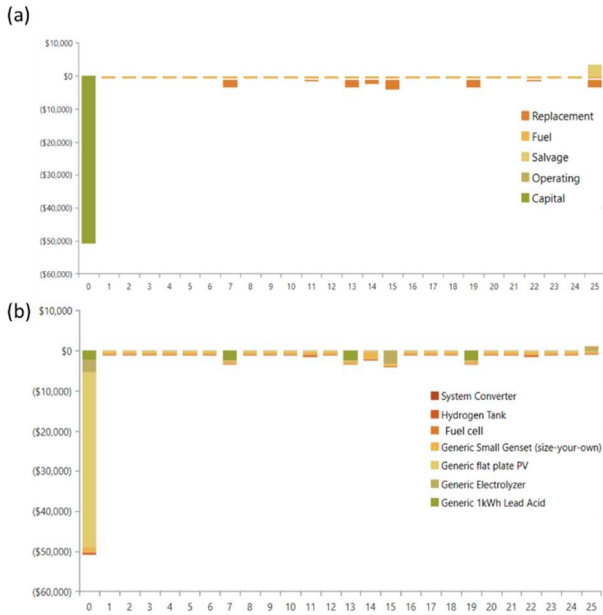 (a)
$10,000
$0
($10,000)
($20,000)
($30,000)
($40,000)
($50,000)
($60,000)
Replacement
Fuel
Salvage
Operating
Capital
0 1 2 3 4 5 6 7 8 9 10 11 12 13 14 15 16 17 18 19 20 21 22 23 24 25
(b)
$10,000
$0
($10,000)
($20,000)
($30,000)
($40,000)
($50,000)
($60,000)
System Converter
Hydrogen Tank
Fuel cell
Generic Small Genset (size-your-own)
Generic flat plate PV
Generic Electrolyzer
Generic 1kWh Lead Acid
0 1 2 3 4 5 6 7 8 9 10 11 12 13 14 15 16 17 18 19 20 21 22 23 24 25